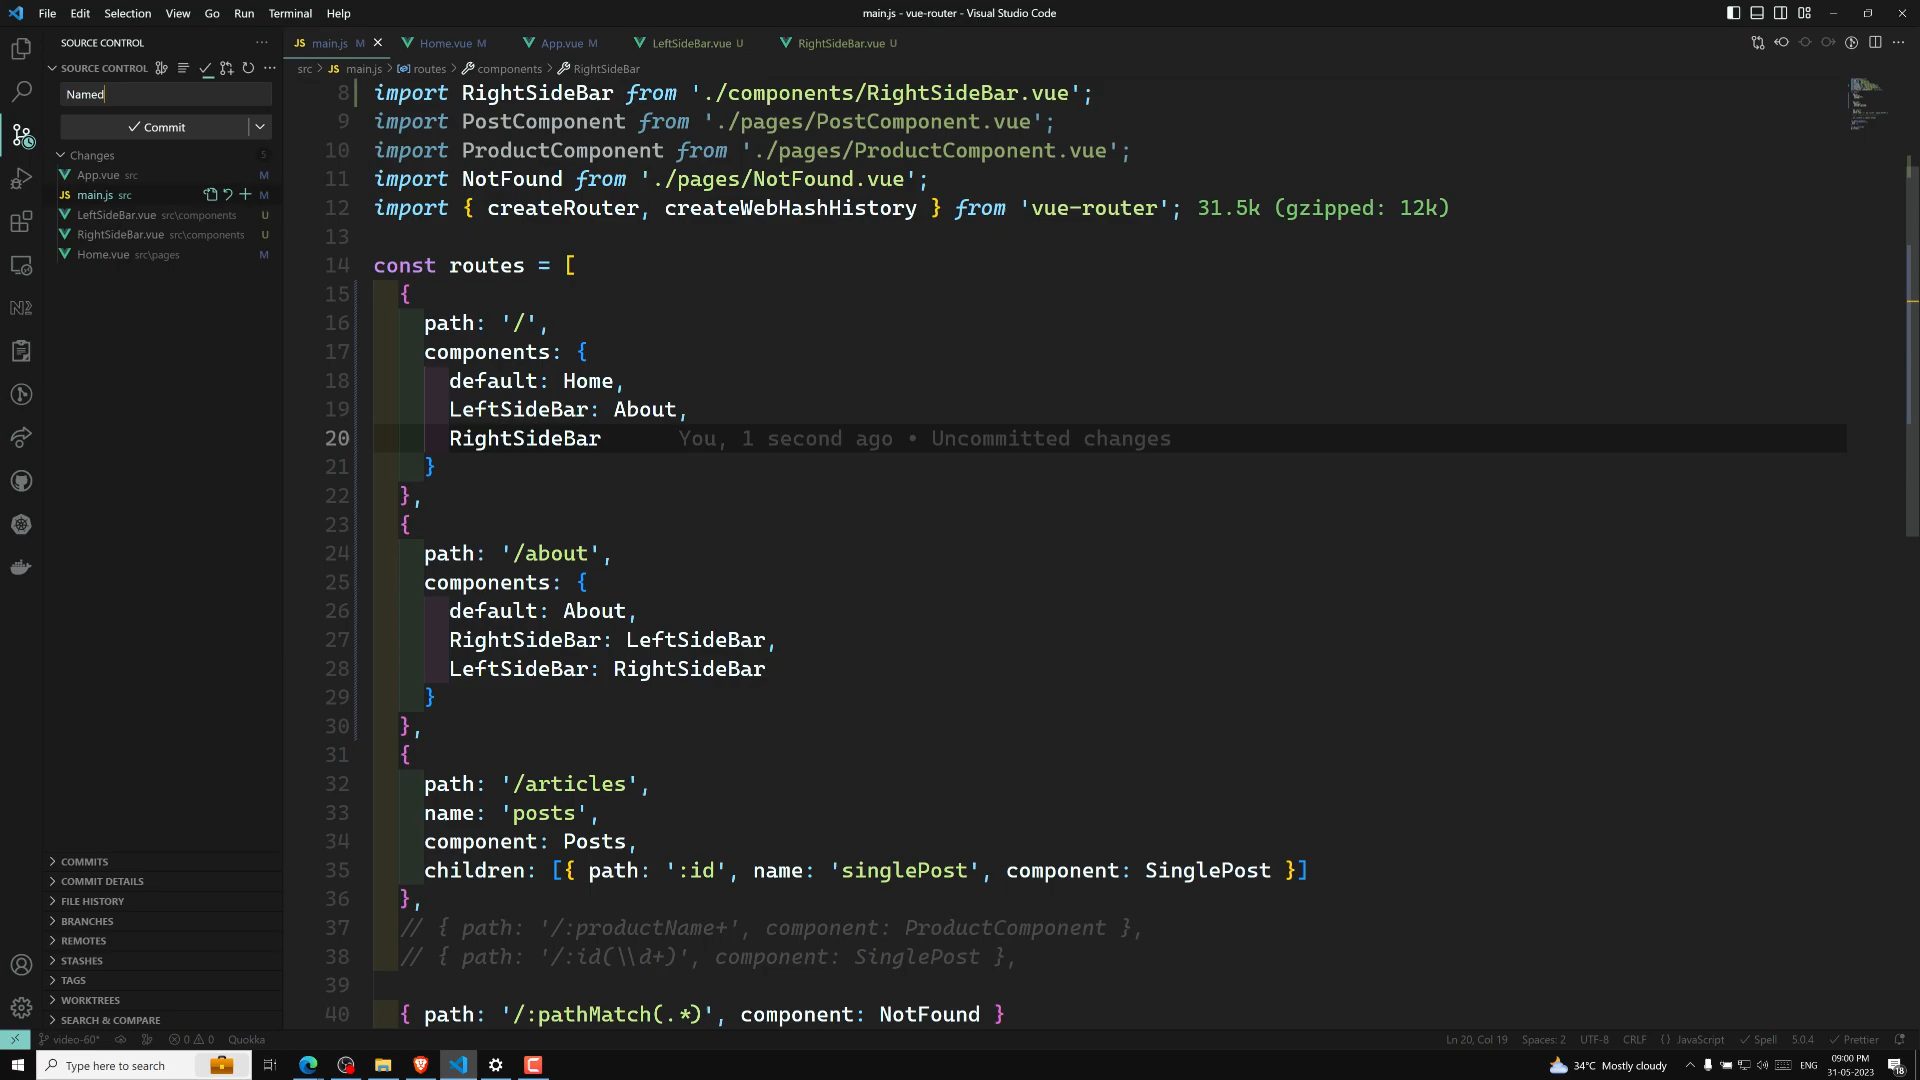 File Edit Selection View Go Run Terminal Help
main.js - vue-router - Visual Studio Code
SOURCE CONTROL
JS main.js M
Home.vue M
App.vue M
LeftSideBar.vue U
RightSideBar.vue U
SOURCE CONTROL
src > JS main.js > routes > components > RightSideBar
Named
Commit
Changes 5
App.vue src M
JS main.js src M
LeftSideBar.vue src\components U
RightSideBar.vue src\components U
Home.vue src\pages M
COMMITS
COMMIT DETAILS
FILE HISTORY
BRANCHES
REMOTES
STASHES
TAGS
WORKTREES
SEARCH & COMPARE
8 import RightSideBar from './components/RightSideBar.vue';
9 import PostComponent from './pages/PostComponent.vue';
10 import ProductComponent from './pages/ProductComponent.vue';
11 import NotFound from './pages/NotFound.vue';
12 import { createRouter, createWebHashHistory } from 'vue-router'; 31.5k (gzipped: 12k)
13
14 const routes = [
15 {
16 path: '/',
17 components: {
18 default: Home,
19 LeftSideBar: About,
20 RightSideBar You, 1 second ago • Uncommitted changes
21 }
22 },
23 {
24 path: '/about',
25 components: {
26 default: About,
27 RightSideBar: LeftSideBar,
28 LeftSideBar: RightSideBar
29 }
30 },
31 {
32 path: '/articles',
33 name: 'posts',
34 component: Posts,
35 children: [{ path: ':id', name: 'singlePost', component: SinglePost }]
36 },
37 // { path: '/:productName+', component: ProductComponent },
38 // { path: '/:id(\\d+)', component: SinglePost },
39
40 { path: '/:pathMatch(.*)', component: NotFound }
video-60* 0 0 Quokka
Ln 20, Col 19 Spaces: 2 UTF-8 CRLF {} JavaScript Spell 5.0.4 Prettier
Type here to search
34°C Mostly cloudy
ENG
09:00 PM
31-05-2023
18